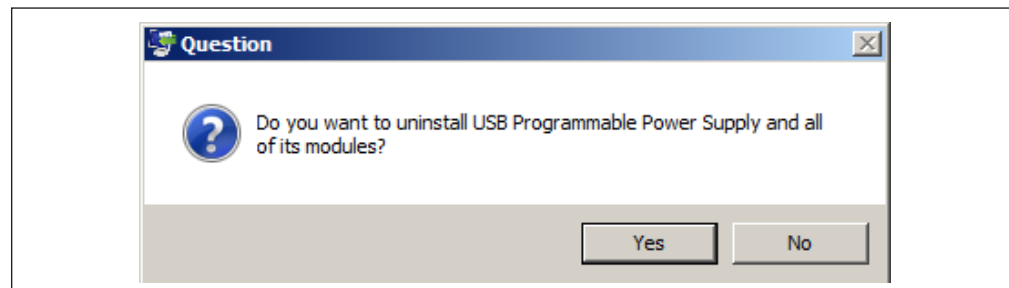 Question
Do you want to uninstall USB Programmable Power Supply and all
of its modules?
Yes
No